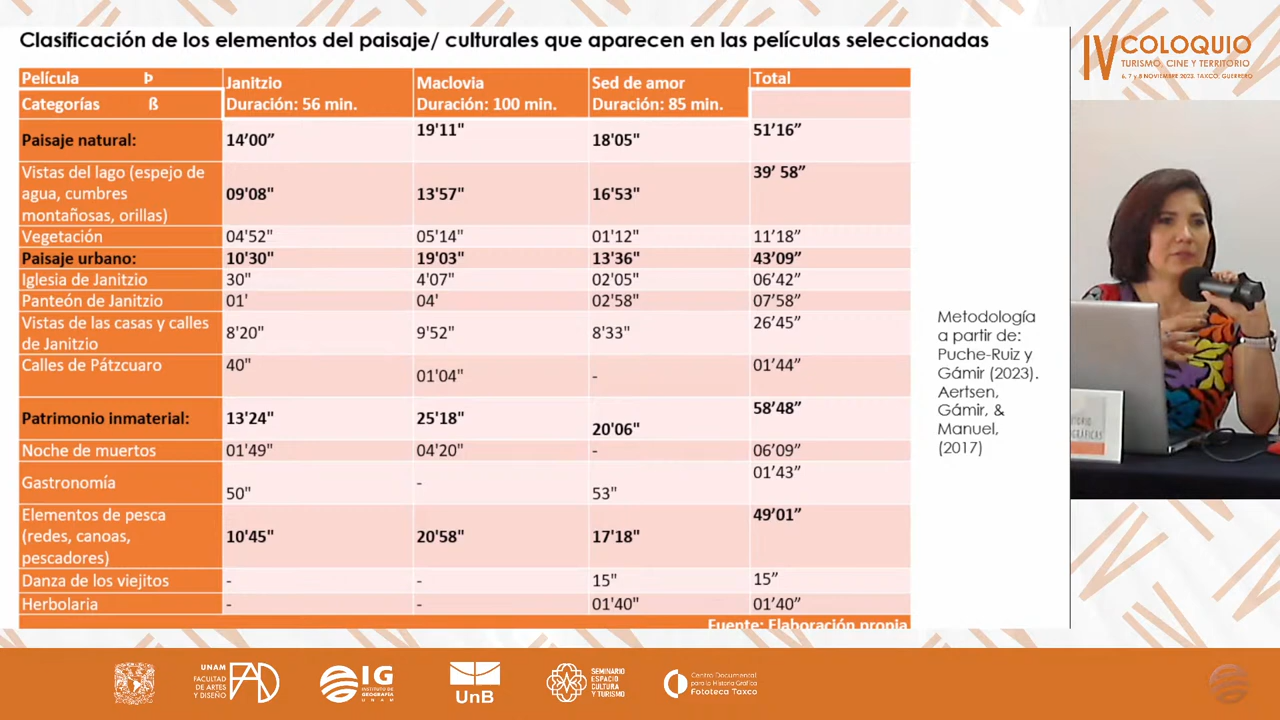 Clasificación de los elementos del paisaje/ culturales que aparecen en las películas seleccionadas
Película Þ
Categorías ß
Janitzio
Duración: 56 min.
Maclovia
Duración: 100 min.
Sed de amor
Duración: 85 min.
Total
Paisaje natural: 14’00” 19'11" 18'05" 51’16”
Vistas del lago (espejo de
agua, cumbres
montañosas, orillas)
09'08" 13'57" 16'53" 39’ 58”
Vegetación 04'52" 05'14" 01'12" 11’18”
Paisaje urbano: 10'30" 19'03" 13'36" 43’09”
Iglesia de Janitzio 30" 4'07" 02'05" 06’42”
Panteón de Janitzio 01' 04' 02'58" 07’58”
Vistas de las casas y calles
de Janitzio
8'20" 9'52" 8'33" 26’45”
Calles de Pátzcuaro 40" 01'04" - 01’44”
Patrimonio inmaterial: 13'24" 25'18" 20'06" 58’48”
Noche de muertos 01'49" 04'20" - 06’09”
Gastronomía 50" - 53" 01’43”
Elementos de pesca
(redes, canoas,
pescadores)
10'45" 20'58" 17'18" 49’01”
Danza de los viejitos - - 15" 15”
Herbolaria - - 01'40" 01’40”
Fuente: Elaboración propia
Metodología
a partir de:
Puche-Ruiz y
Gámir (2023).
Aertsen,
Gámir, &
Manuel,
(2017)
IV COLOQUIO
TURISMO, CINE Y TERRITORIO
6, 7 y 8 NOVIEMBRE 2023. TAXCO, GUERRERO
UNAM
FACULTAD
DE ARTES
Y DISEÑO
FAD
IG
INSTITUTO DE
GEOGRAFÍA
UNAM
UnB
SEMINARIO
ESPACIO
CULTURA
Y TURISMO
Centro Documental
para la Historia Gráfica
Fototeca Taxco